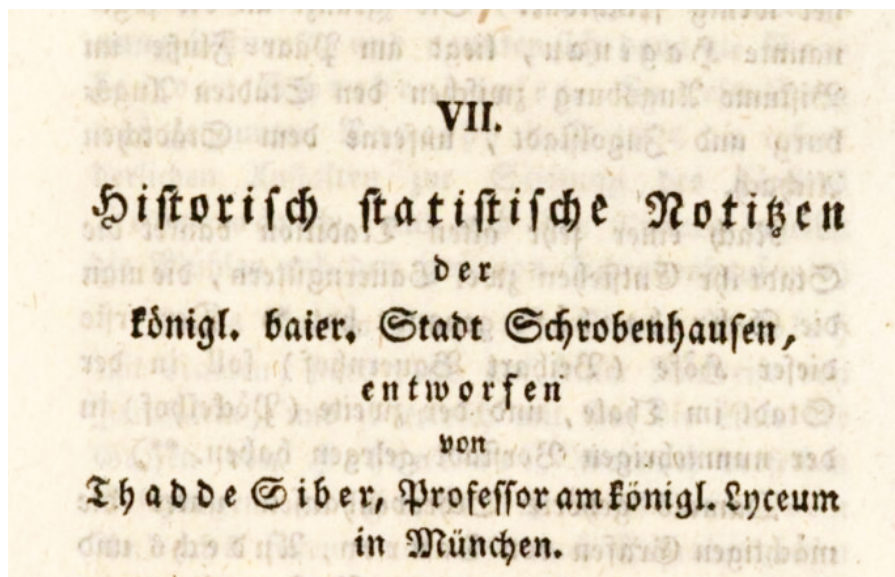 VII.
Hiſtoriſch ſtatiſtiſche Notitzen
der
königl. baier. Stadt Schrobenhauſen,
entworfen
von
Thadde Siber, Profeſſor am königl. Lyceum
in München.